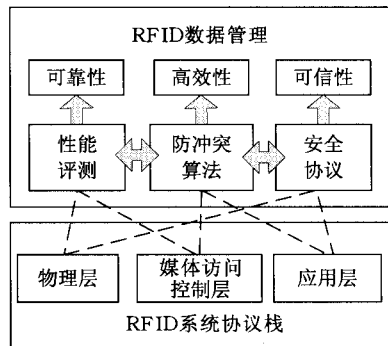 RFID数据管理
可靠性
高效性
可信性
性能
评测
防冲突
算法
安全
协议
物理层
媒体访问
控制层
应用层
RFID系统协议栈